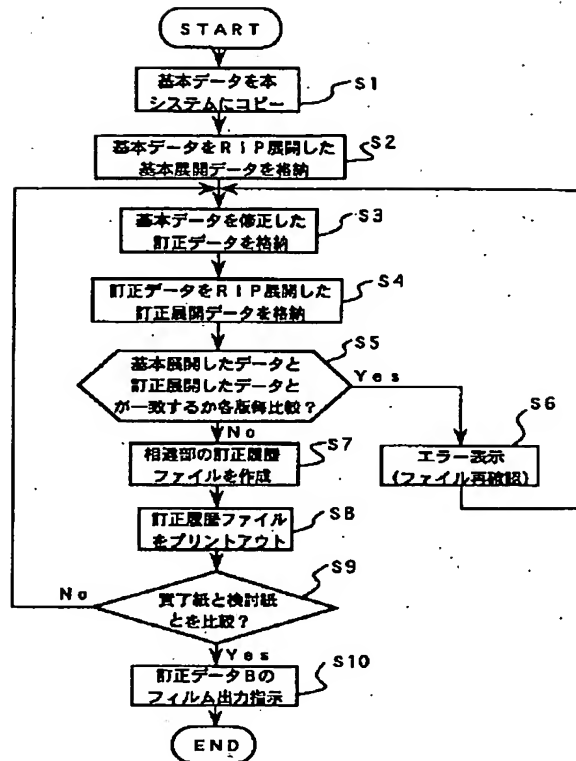 START
基本データを本
システムにコピー
S1
基本データをRIP展開した
基本展開データを格納
S2
基本データを修正した
訂正データを格納
S3
訂正データをRIP展開した
訂正展開データを格納
S4
基本展開したデータと
訂正展開したデータと
が一致するか各版毎比較?
S5
Yes
No
エラー表示
(ファイル再確認)
S6
相違部の訂正履歴
ファイルを作成
S7
訂正履歴ファイル
をプリントアウト
S8
責了紙と検討紙
とを比較?
S9
No
Yes
訂正データBの
フィルム出力指示
S10
END